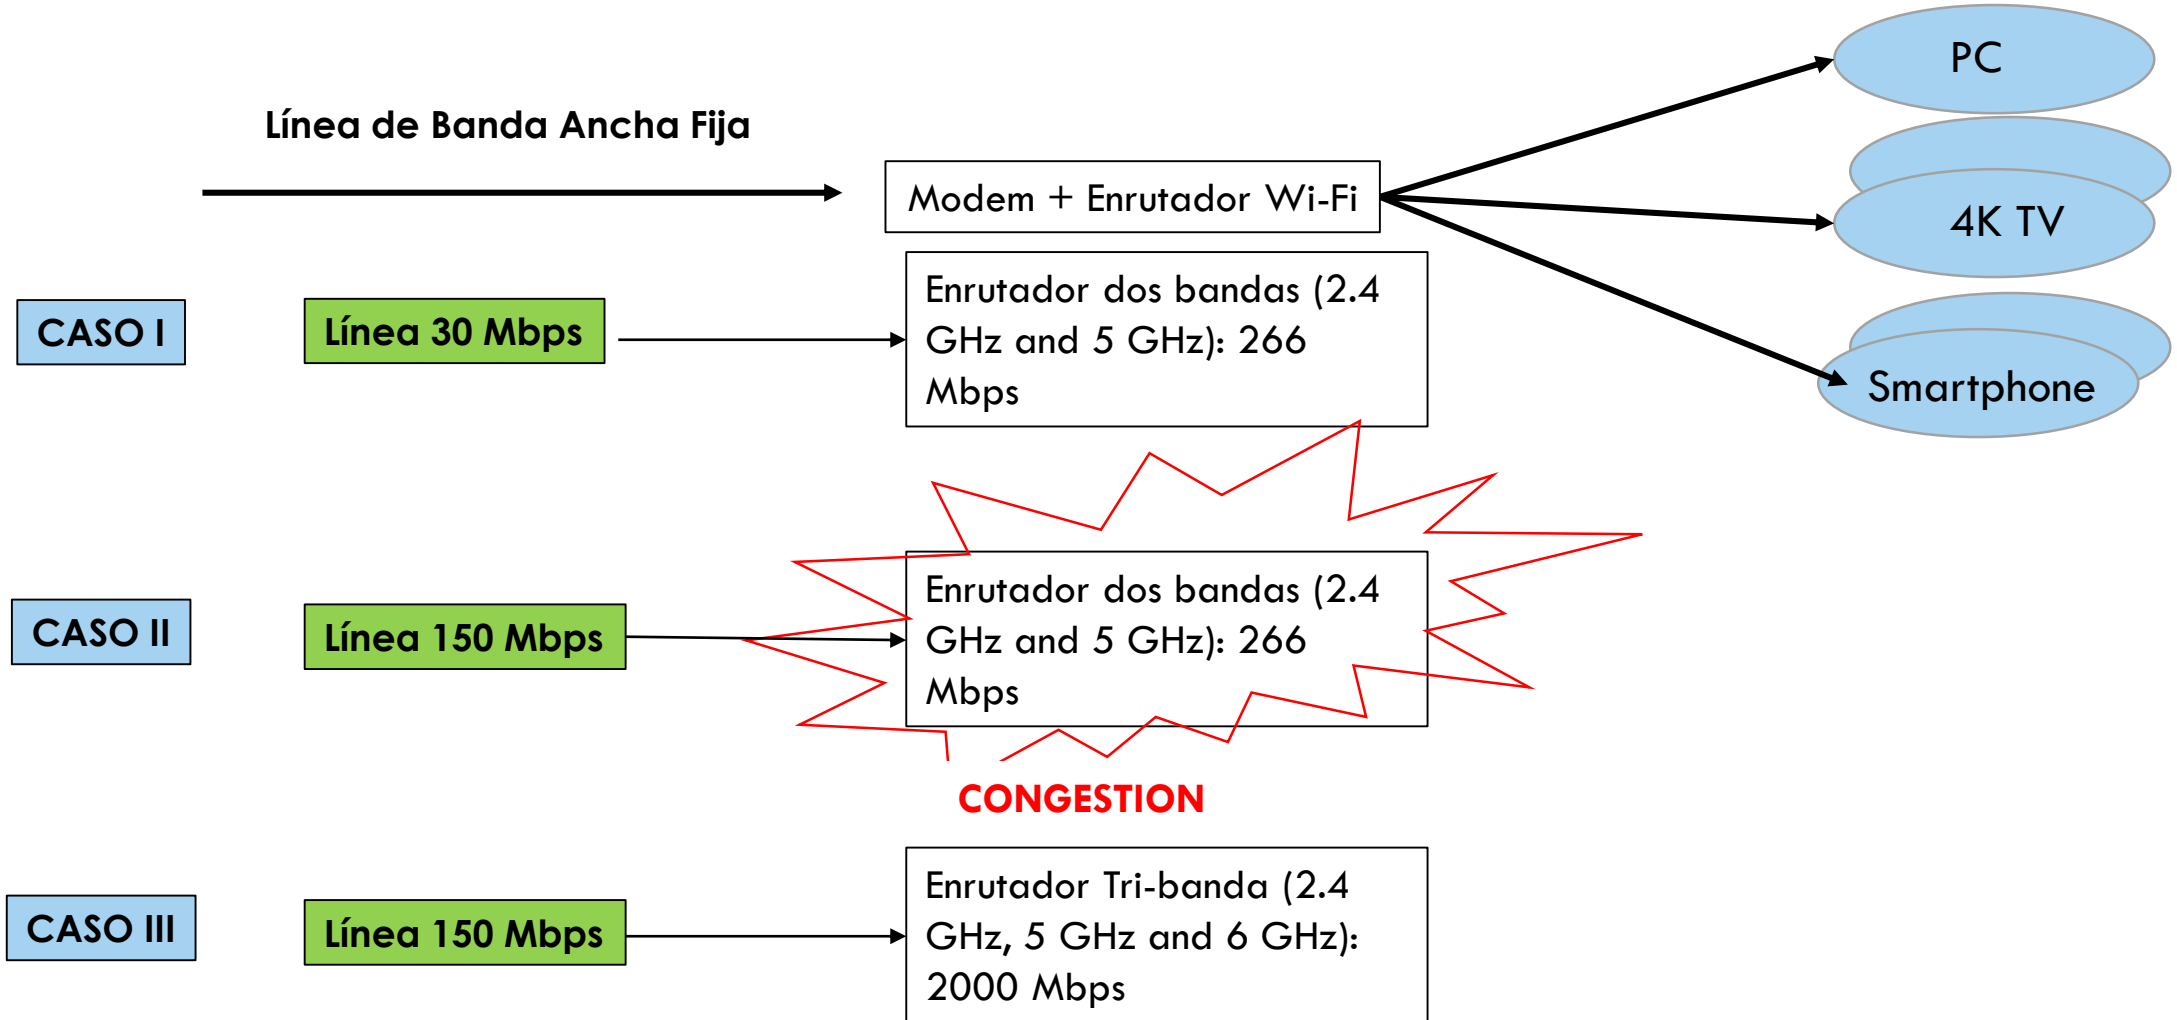 PC
Línea de Banda Ancha Fija
Modem + Enrutador Wi-Fi
4K TV
Smartphone
CASO I
Línea 30 Mbps
Enrutador dos bandas (2.4
GHz and 5 GHz): 266
Mbps
CASO II
Línea 150 Mbps
Enrutador dos bandas (2.4
GHz and 5 GHz): 266
Mbps
CONGESTION
CASO III
Línea 150 Mbps
Enrutador Tri-banda (2.4
GHz, 5 GHz and 6 GHz):
2000 Mbps